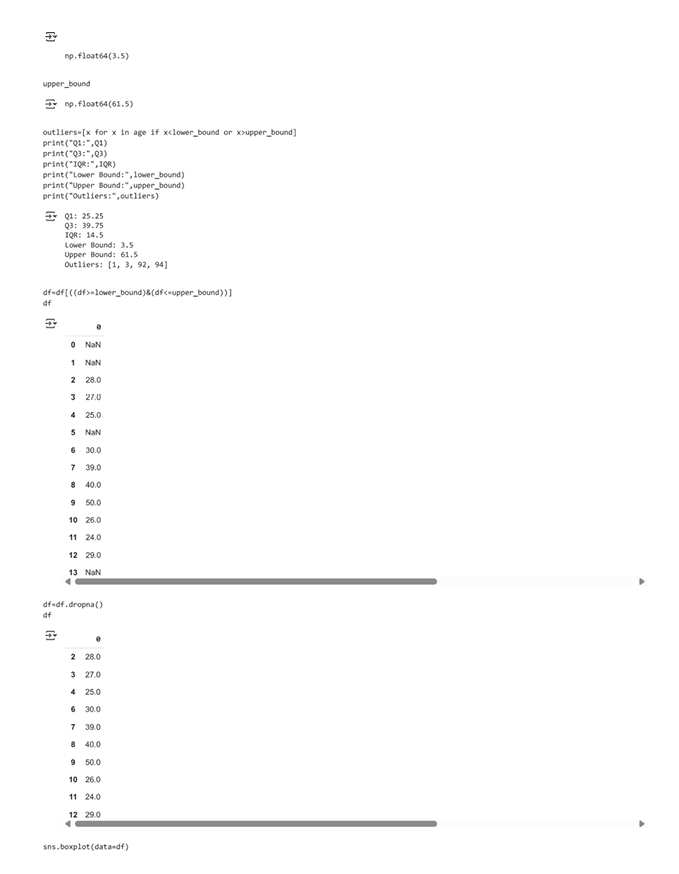 np.float64(3.5)
upper_bound
np.float64(61.5)
outliers=[x for x in age if x<lower_bound or x>upper_bound]
print("Q1:",Q1)
print("Q3:",Q3)
print("IQR:",IQR)
print("Lower Bound:",lower_bound)
print("Upper Bound:",upper_bound)
print("Outliers:",outliers)
Q1: 25.25
Q3: 39.75
IQR: 14.5
Lower Bound: 3.5
Upper Bound: 61.5
Outliers: [1, 3, 92, 94]
df=df[((df>=lower_bound)&(df<=upper_bound))]
df
0
0 NaN
1 NaN
2 28.0
3 27.0
4 25.0
5 NaN
6 30.0
7 39.0
8 40.0
9 50.0
10 26.0
11 24.0
12 29.0
13 NaN
df=df.dropna()
df
0
2 28.0
3 27.0
4 25.0
6 30.0
7 39.0
8 40.0
9 50.0
10 26.0
11 24.0
12 29.0
sns.boxplot(data=df)